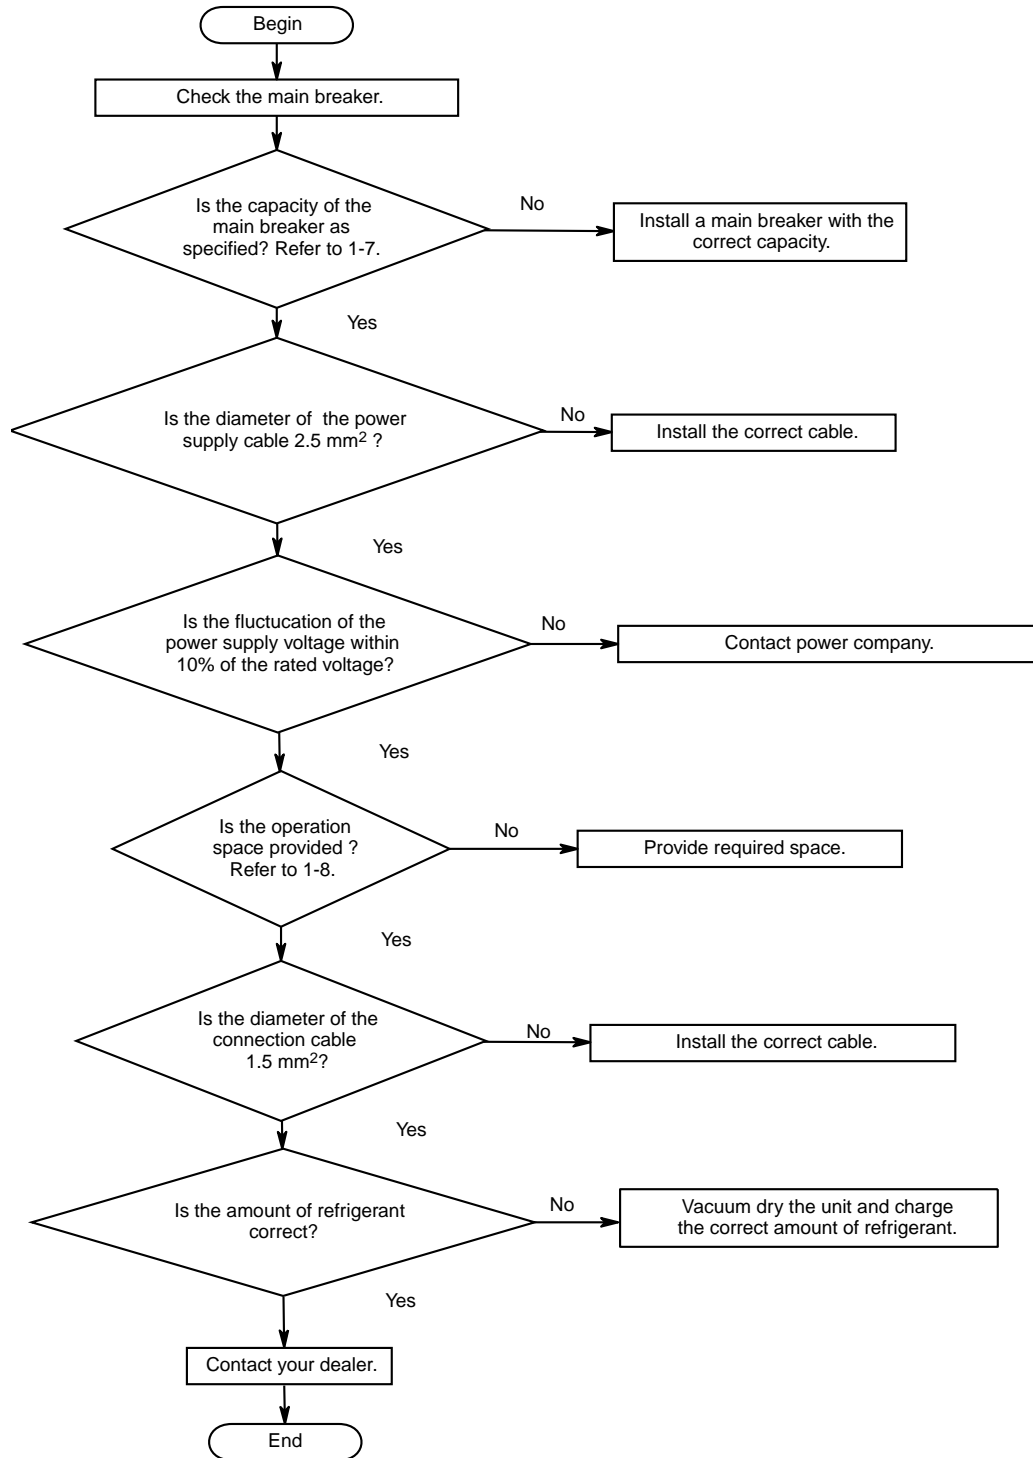 Begin
Check the main breaker.
Is the capacity of the
main breaker as
specified? Refer to 1-7.
No
Install a main breaker with the
correct capacity.
Yes
Is the diameter of the power
supply cable 2.5 mm² ?
No
Install the correct cable.
Yes
Is the fluctucation of the
power supply voltage within
10% of the rated voltage?
No
Contact power company.
Yes
Is the operation
space provided ?
Refer to 1-8.
No
Provide required space.
Yes
Is the diameter of the
connection cable
1.5 mm²?
No
Install the correct cable.
Yes
Is the amount of refrigerant
correct?
No
Vacuum dry the unit and charge
the correct amount of refrigerant.
Yes
Contact your dealer.
End